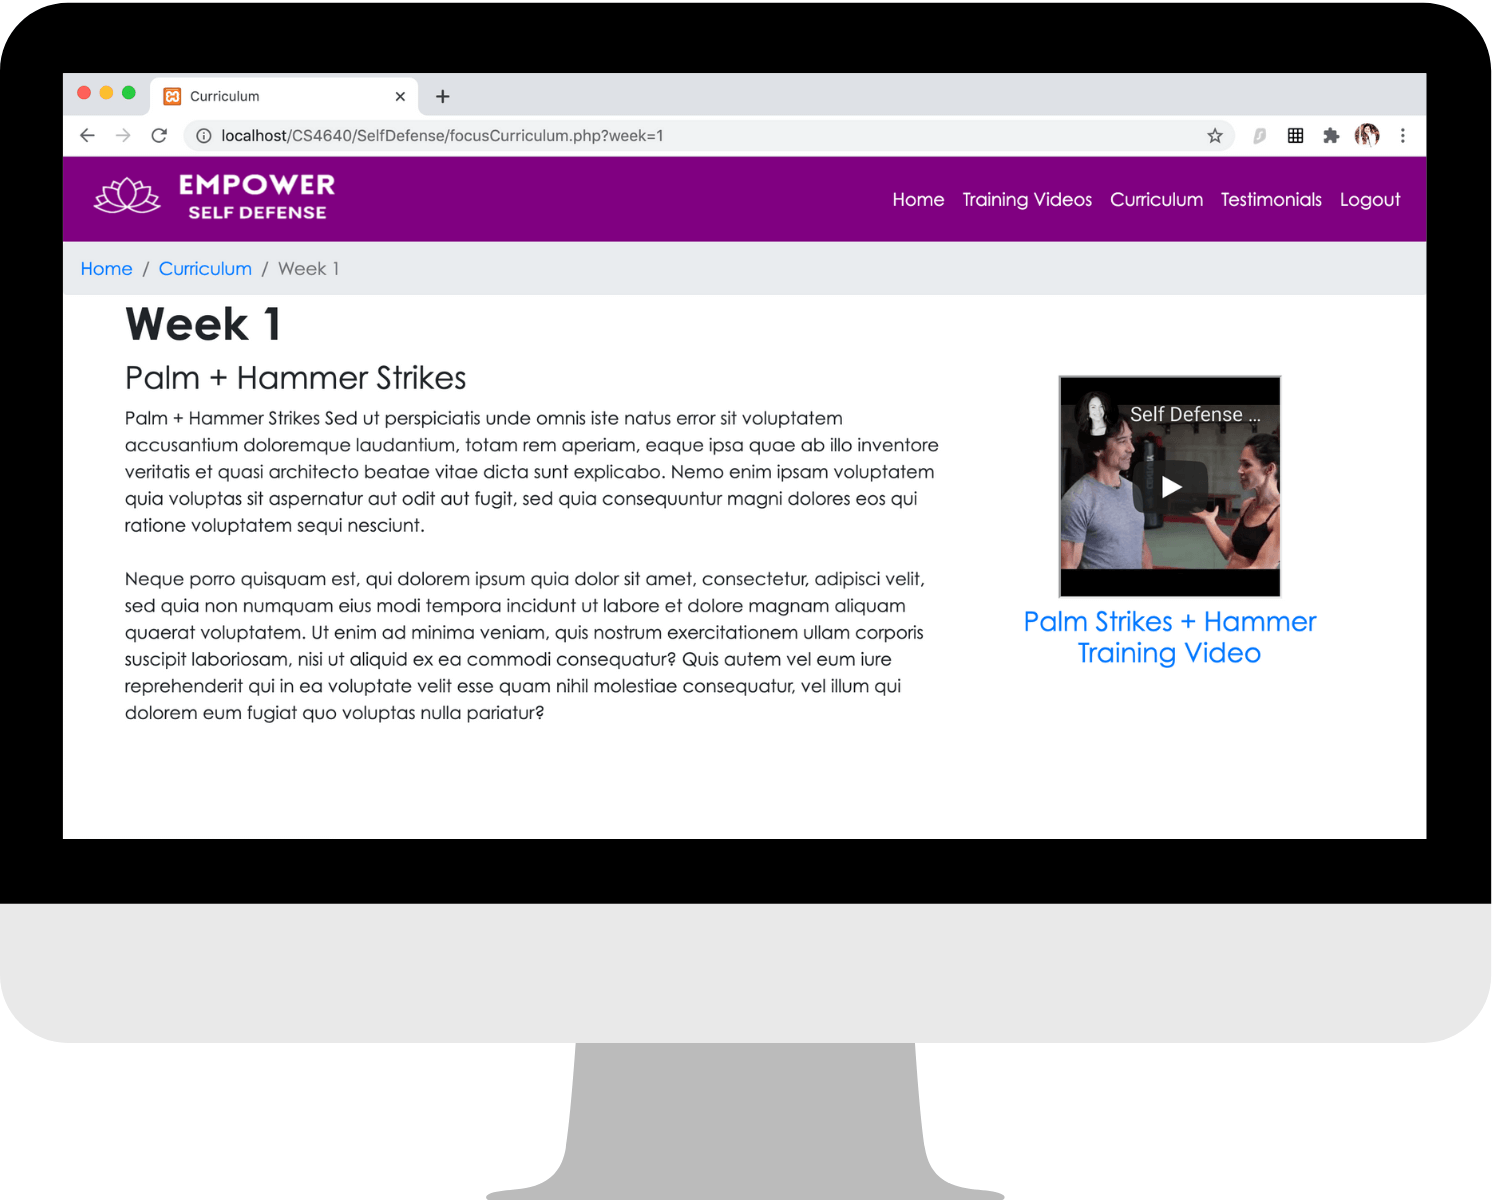 Curriculum
localhost/CS4640/SelfDefense/focusCurriculum.php?week=1
EMPOWER
SELF DEFENSE
Home Training Videos Curriculum Testimonials Logout
Home / Curriculum / Week 1
Week 1
Palm + Hammer Strikes
Palm + Hammer Strikes Sed ut perspiciatis unde omnis iste natus error sit voluptatem
accusantium doloremque laudantium, totam rem aperiam, eaque ipsa quae ab illo inventore
veritatis et quasi architecto beatae vitae dicta sunt explicabo. Nemo enim ipsam voluptatem
quia voluptas sit aspernatur aut odit aut fugit, sed quia consequuntur magni dolores eos qui
ratione voluptatem sequi nesciunt.
Neque porro quisquam est, qui dolorem ipsum quia dolor sit amet, consectetur, adipisci velit,
sed quia non numquam eius modi tempora incidunt ut labore et dolore magnam aliquam
quaerat voluptatem. Ut enim ad minima veniam, quis nostrum exercitationem ullam corporis
suscipit laboriosam, nisi ut aliquid ex ea commodi consequatur? Quis autem vel eum iure
reprehenderit qui in ea voluptate velit esse quam nihil molestiae consequatur, vel illum qui
dolorem eum fugiat quo voluptas nulla pariatur?
Self Defense ...
Palm Strikes + Hammer
Training Video